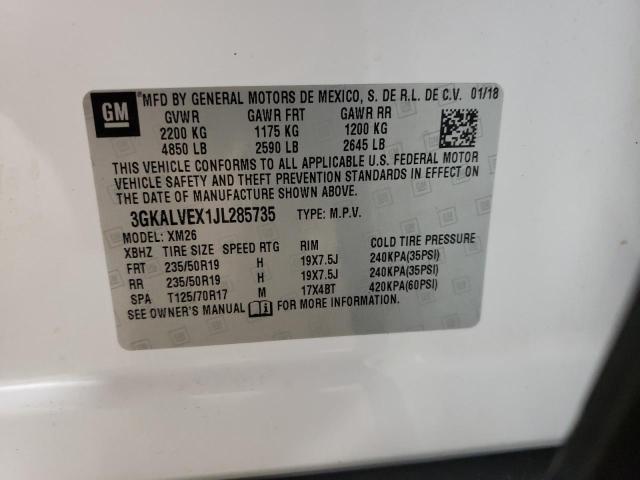 GM MFD BY GENERAL MOTORS DE MEXICO, S. DE R.L. DE C.V. 01/18
GVWR GAWR FRT GAWR RR
2200 KG 1175 KG 1200 KG
4850 LB 2590 LB 2645 LB
THIS VEHICLE CONFORMS TO ALL APPLICABLE U.S. FEDERAL MOTOR
VEHICLE SAFETY AND THEFT PREVENTION STANDARDS IN EFFECT ON
THE DATE OF MANUFACTURE SHOWN ABOVE.
3GKALVEX1JL285735 TYPE: M.P.V.
MODEL: XM26
XBHZ TIRE SIZE SPEED RTG RIM COLD TIRE PRESSURE
FRT 235/50R19 H 19X7.5J 240KPA(35PSI)
RR 235/50R19 H 19X7.5J 240KPA(35PSI)
SPA T125/70R17 M 17X4BT 420KPA(60PSI)
SEE OWNER'S MANUAL FOR MORE INFORMATION.